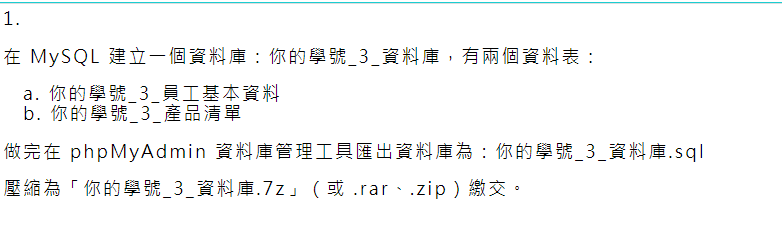 1.
在 MySQL 建立一個資料庫：你的學號_3_資料庫，有兩個資料表：
a. 你的學號_3_員工基本資料
b. 你的學號_3_產品清單
做完在 phpMyAdmin 資料庫管理工具匯出資料庫為：你的學號_3_資料庫.sql
壓縮為「你的學號_3_資料庫.7z」（或 .rar、.zip）繳交。